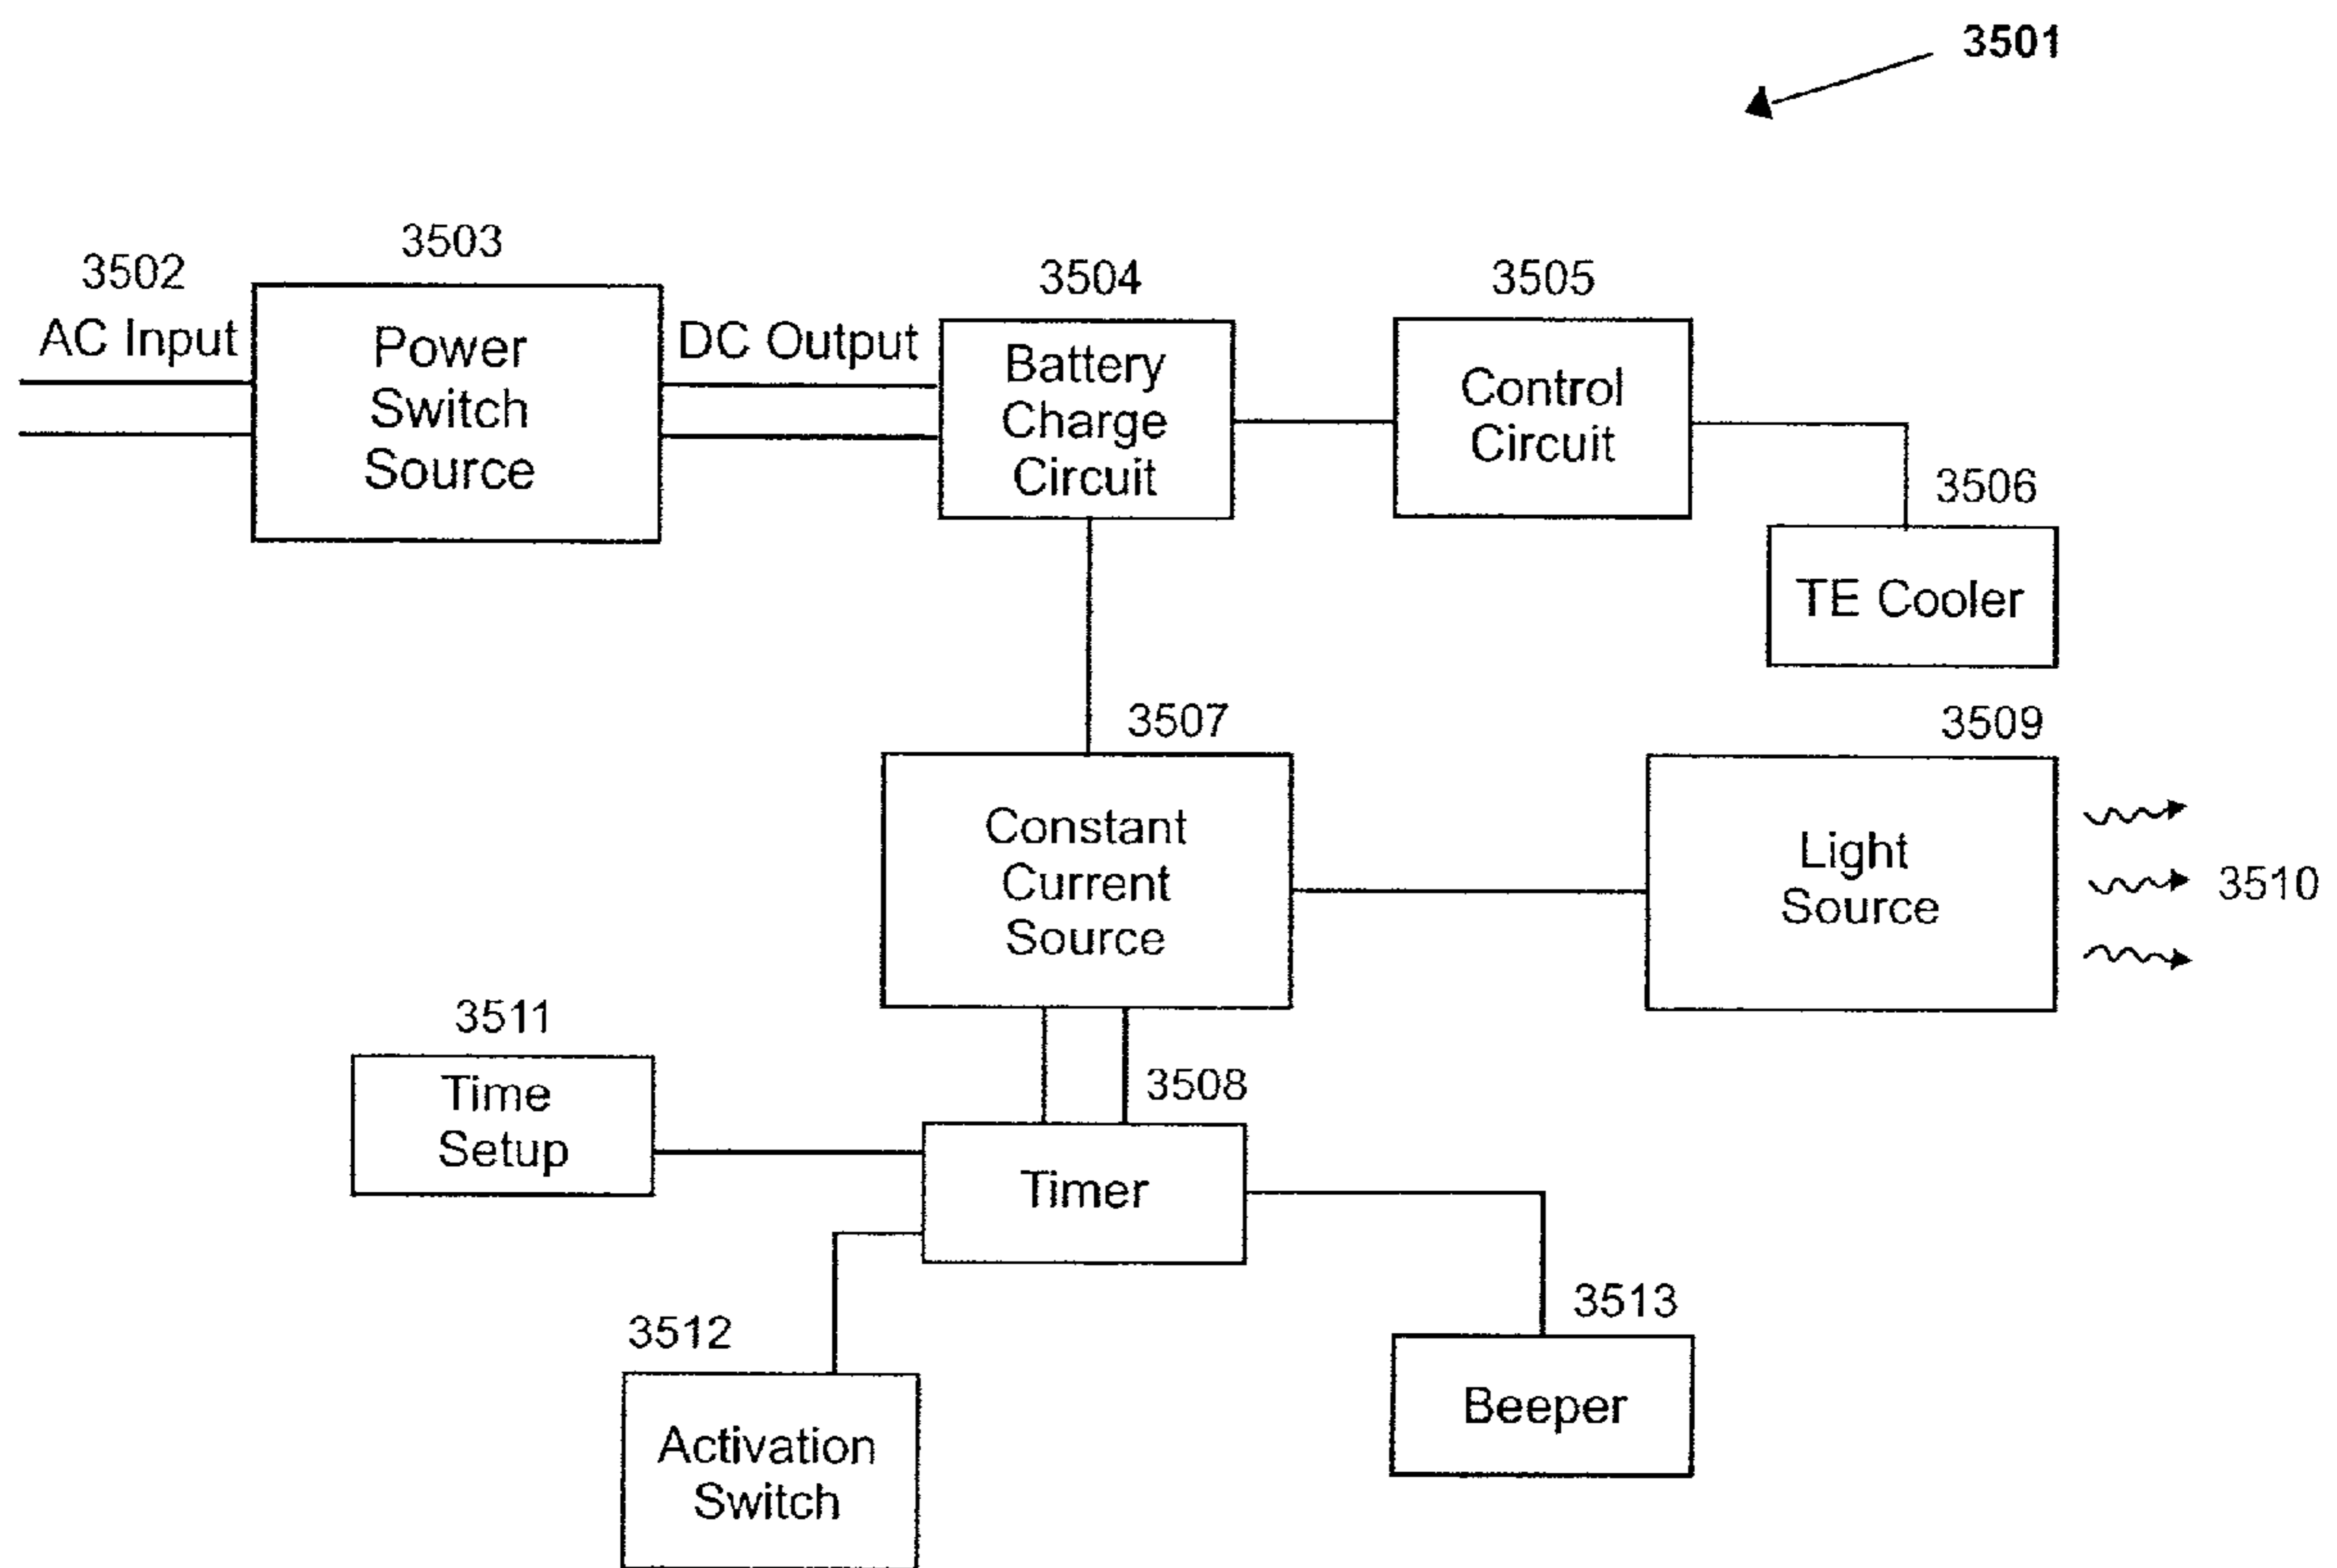 3501
3502
AC Input
3503
Power
Switch
Source
DC Output
3504
Battery
Charge
Circuit
3505
Control
Circuit
3506
TE Cooler
3507
Constant
Current
Source
3509
Light
Source
3510
3511
Time
Setup
3508
Timer
3512
Activation
Switch
3513
Beeper